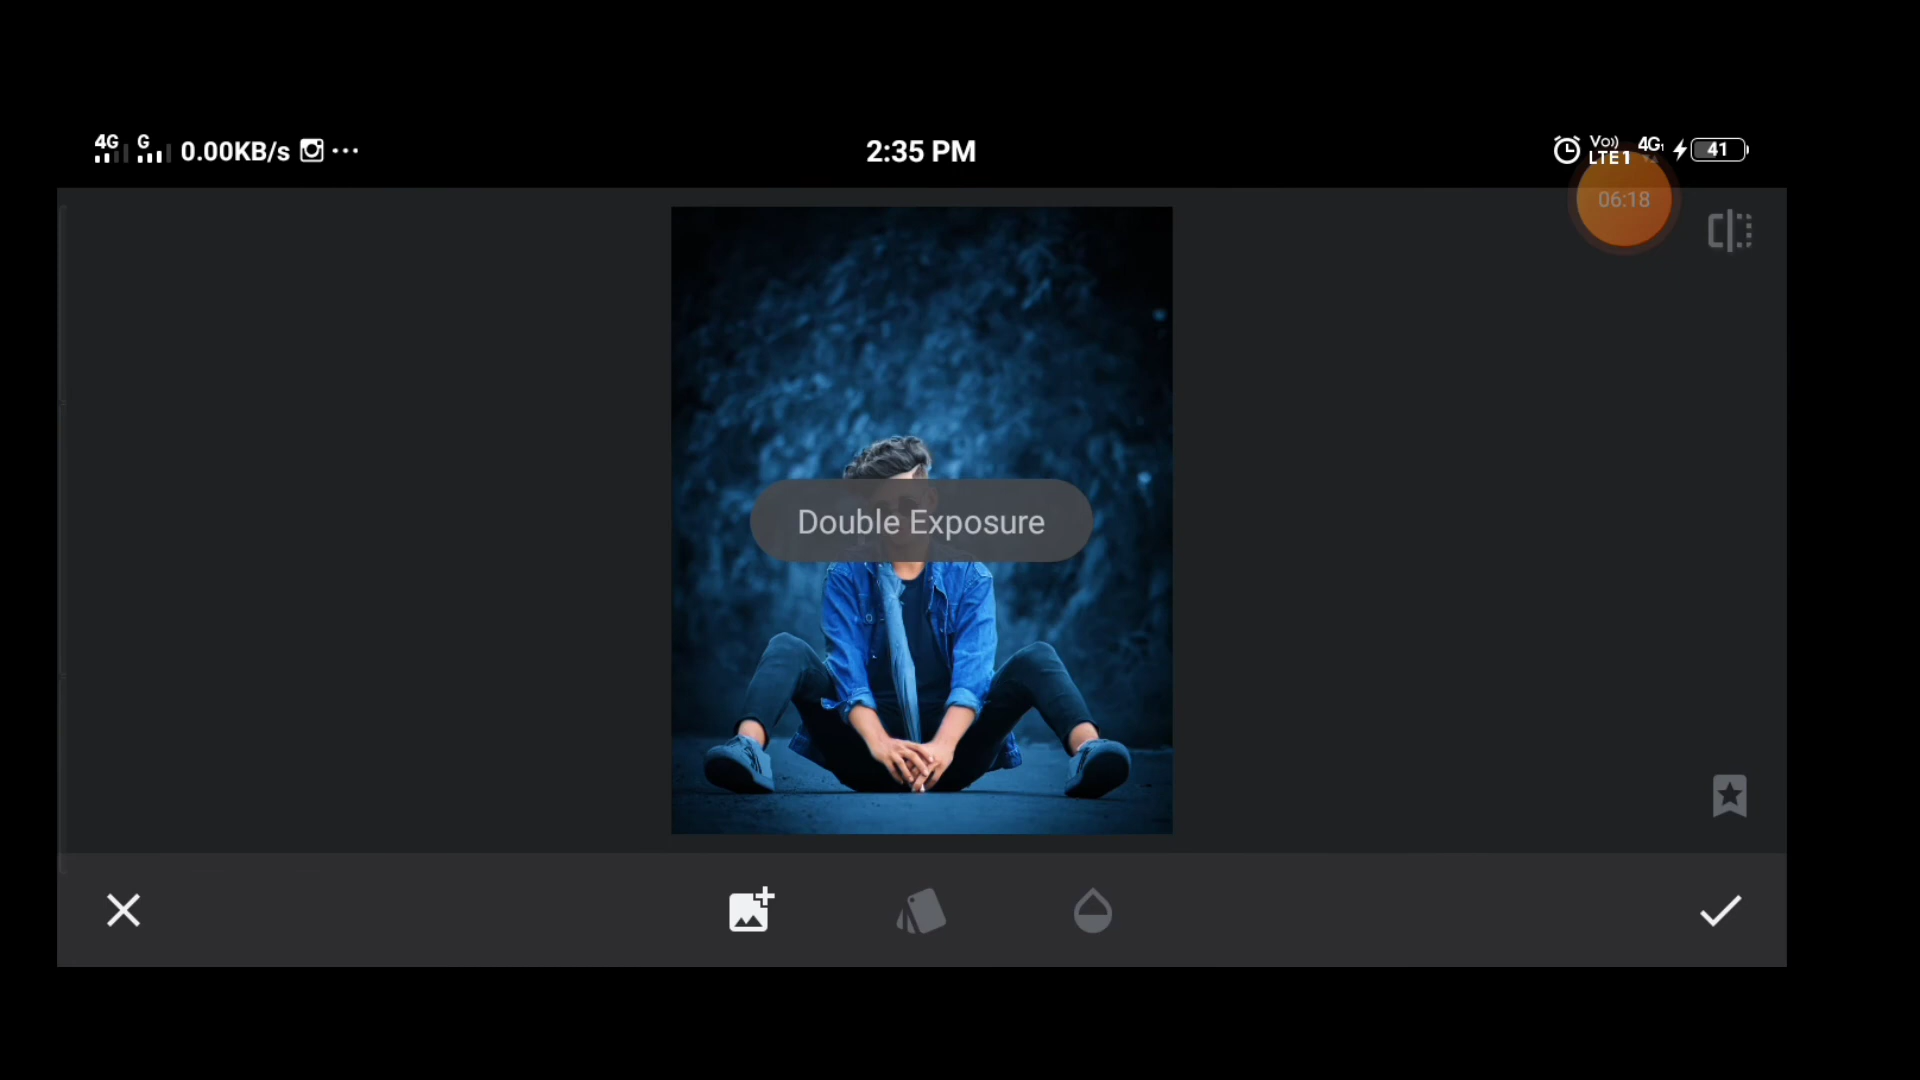 4G G 0.00KB/s ...
2:35 PM
Vo)) LTE1 4G 41
06:18
Double Exposure